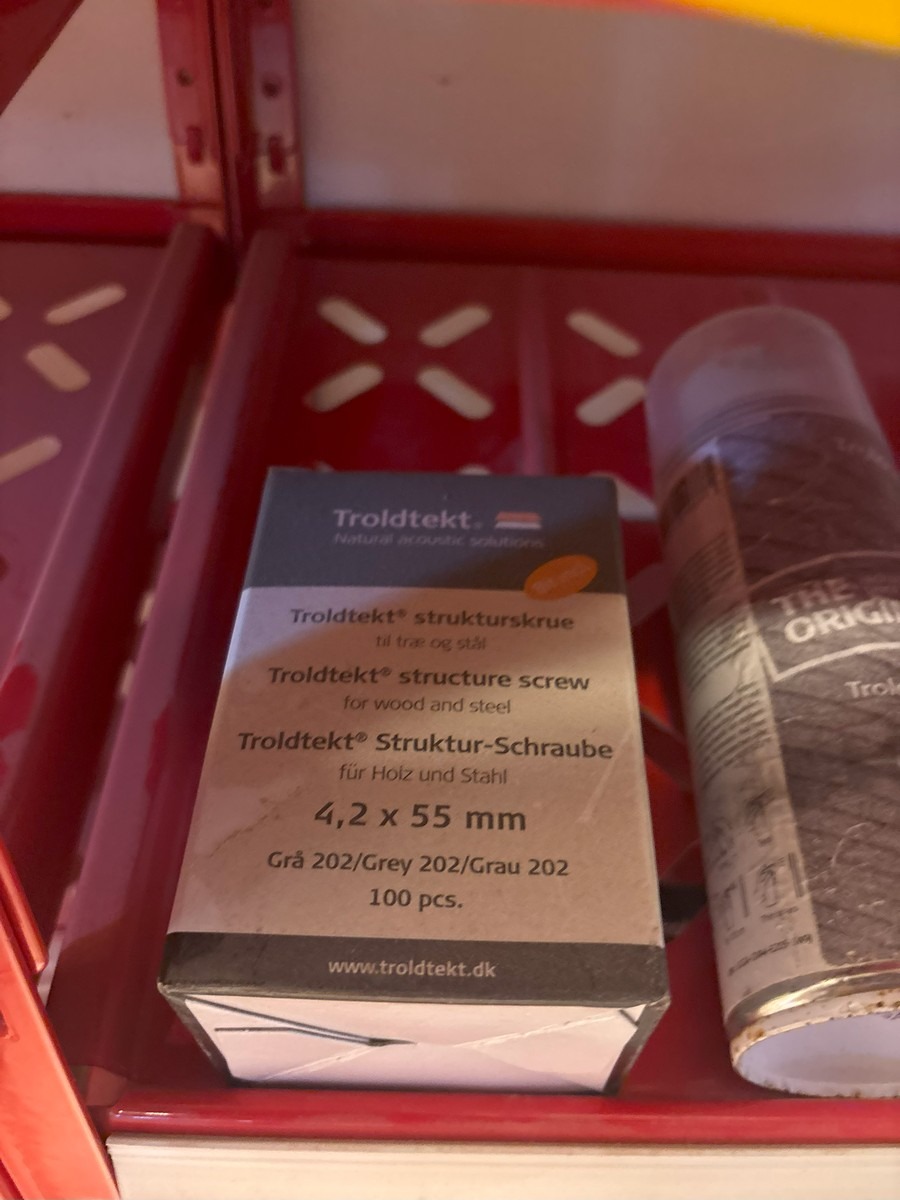 Troldtekt
Natural acoustic solutions
Troldtekt® strukturskrue
til træ og stål
Troldtekt® structure screw
for wood and steel
Troldtekt® Struktur-Schraube
für Holz und Stahl
4,2 x 55 mm
Grå 202/Grey 202/Grau 202
100 pcs.
www.troldtekt.dk
THE